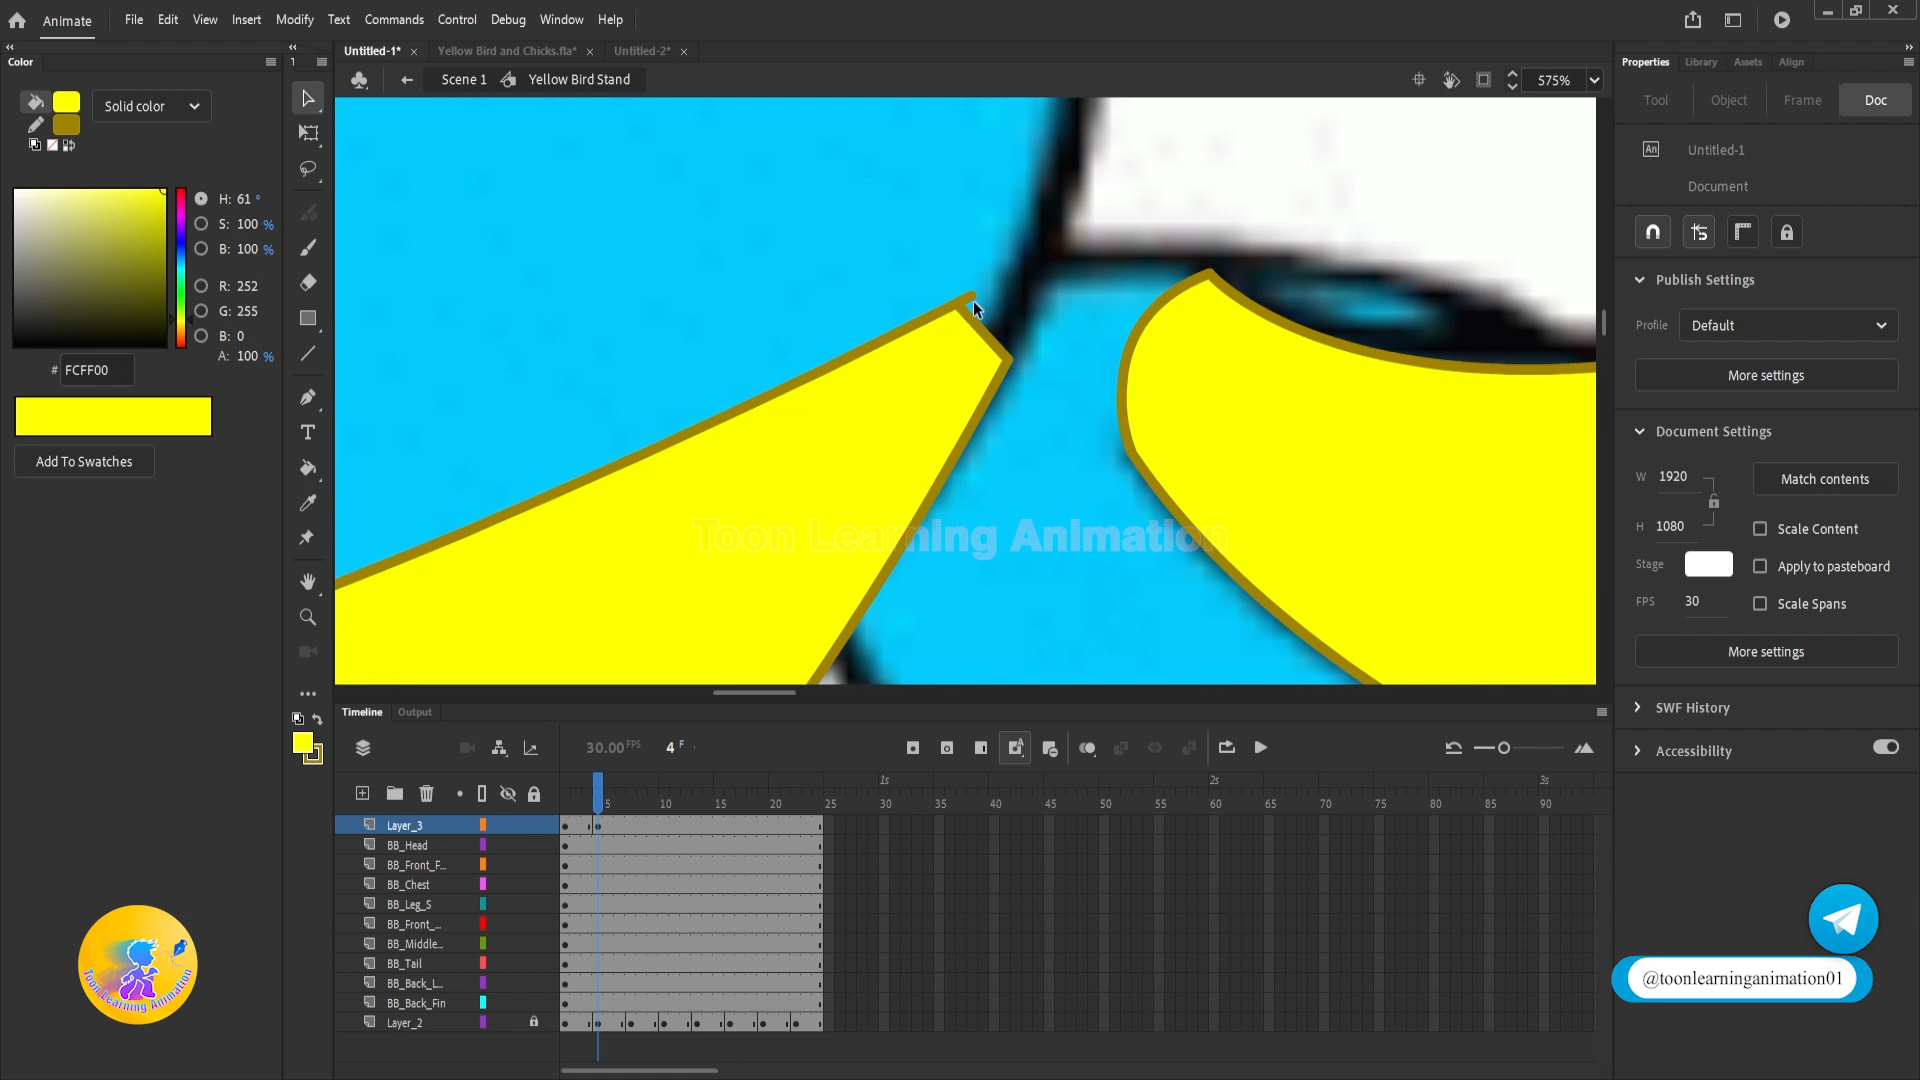 Animate
File Edit View Insert Modify Text Commands Control Debug Window Help
Color
Untitled-1* × Yellow Bird and Chicks.fla* × Untitled-2* ×
Properties Library Assets Align
Scene 1 Yellow Bird Stand
575%
Solid color
Tool Object Frame Doc
An Untitled-1
Document
H: 61 °
S: 100 %
B: 100 %
R: 252
G: 255
B: 0
A: 100 %
# FCFF00
Add To Swatches
Publish Settings
Profile Default
More settings
Document Settings
W 1920
Match contents
H 1080
Scale Content
Stage
Apply to pasteboard
FPS 30
Scale Spans
More settings
SWF History
Accessibility
Toon Learning Animation
Timeline Output
30.00 FPS 4 F
1s 2s 3s
5 10 15 20 25 30 35 40 45 50 55 60 65 70 75 80 85 90
Layer_3
BB_Head
BB_Front_F...
BB_Chest
BB_Leg_S
BB_Front_...
BB_Middle...
BB_Tail
BB_Back_L...
BB_Back_Fin
Layer_2
Toon Learning Animation
@toonlearninganimation01